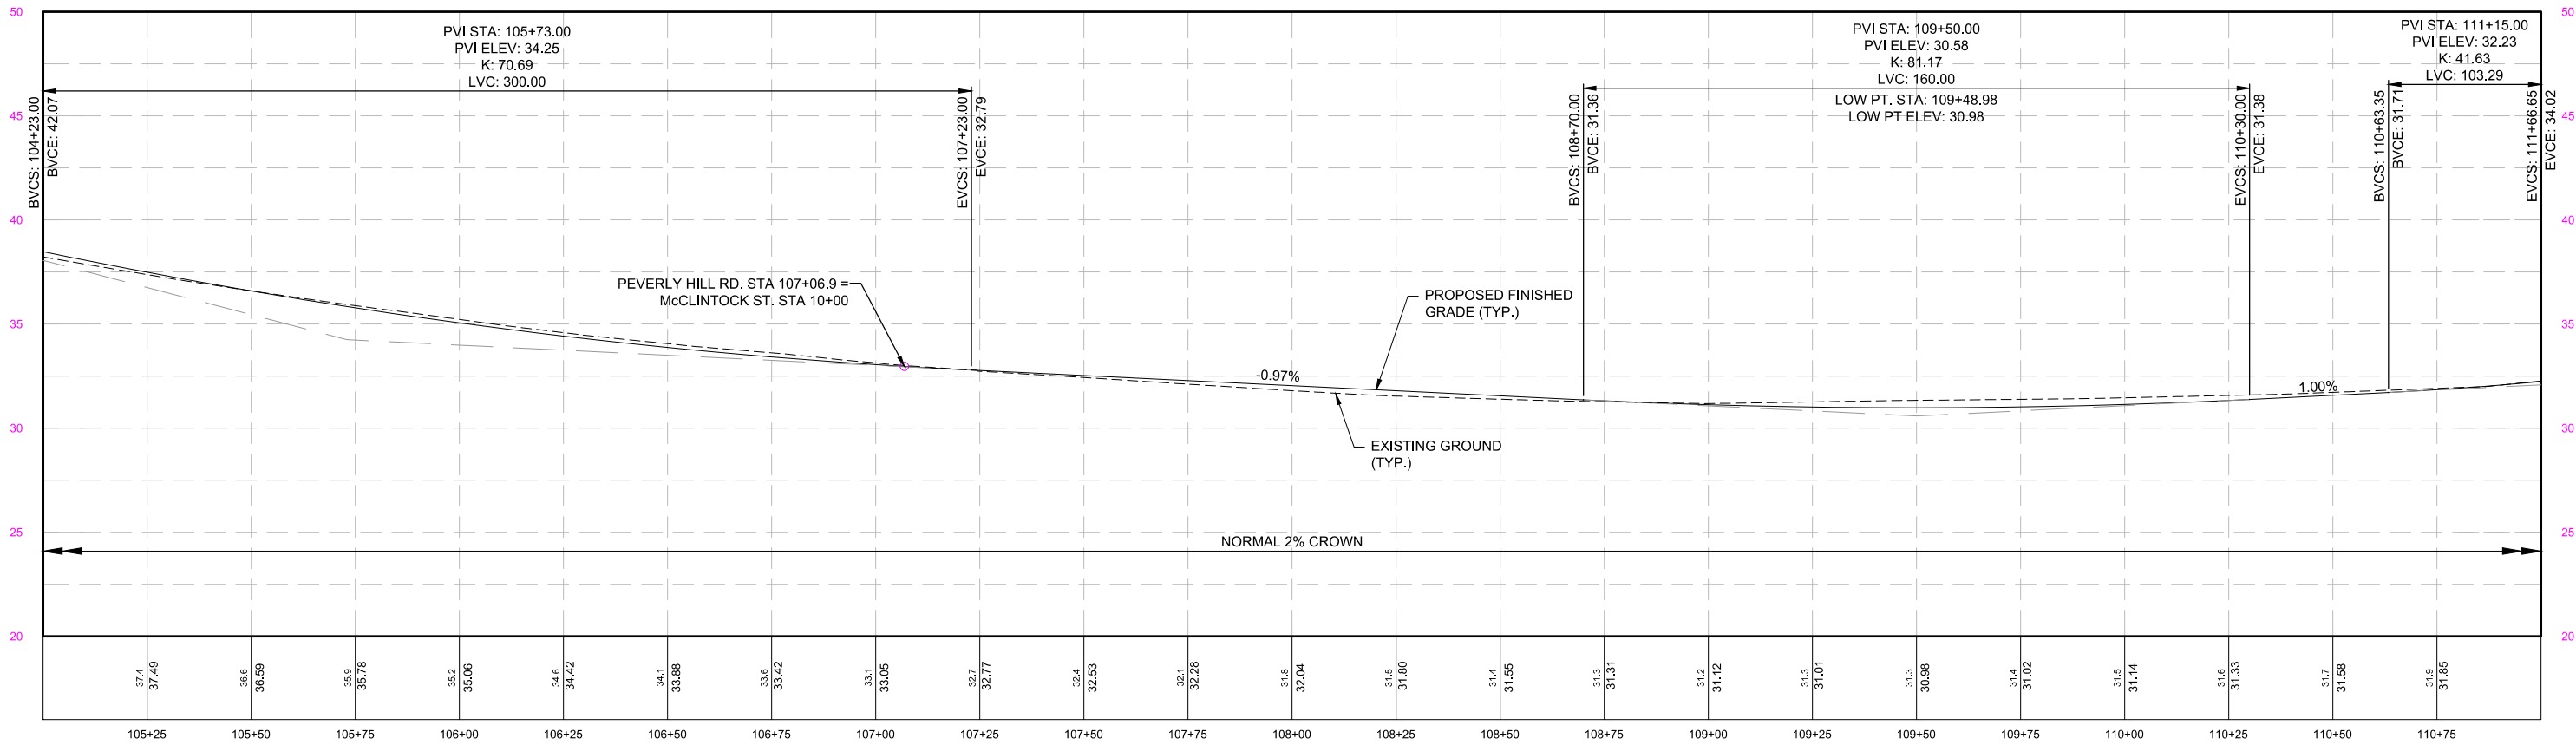 50
50
PVI STA: 105+73.00
PVI ELEV: 34.25
K: 70.69
LVC: 300.00
PVI STA: 109+50.00
PVI ELEV: 30.58
K: 81.17
LVC: 160.00
LOW PT. STA: 109+48.98
LOW PT ELEV: 30.98
PVI STA: 111+15.00
PVI ELEV: 32.23
K: 41.63
LVC: 103.29
BVCS: 104+23.00
BVCE: 42.07
EVCS: 107+23.00
EVCE: 32.79
BVCS: 108+70.00
BVCE: 31.36
EVCS: 110+30.00
EVCE: 31.38
BVCS: 110+63.35
BVCE: 31.71
EVCS: 111+66.65
EVCE: 34.02
45
45
40
40
PEVERLY HILL RD. STA 107+06.9 =
McCLINTOCK ST. STA 10+00
PROPOSED FINISHED
GRADE (TYP.)
35
35
-0.97%
1.00%
30
30
EXISTING GROUND
(TYP.)
25
25
NORMAL 2% CROWN
20
20
37.4
37.49
36.6
36.59
35.9
35.78
35.2
35.06
34.6
34.42
34.1
33.88
33.6
33.42
33.1
33.05
32.7
32.77
32.4
32.53
32.1
32.28
31.8
32.04
31.5
31.80
31.4
31.55
31.3
31.31
31.2
31.12
31.3
31.01
31.3
30.98
31.4
31.02
31.5
31.14
31.6
31.33
31.7
31.58
31.9
31.85
105+25 105+50 105+75 106+00 106+25 106+50 106+75 107+00 107+25 107+50 107+75 108+00 108+25 108+50 108+75 109+00 109+25 109+50 109+75 110+00 110+25 110+50 110+75